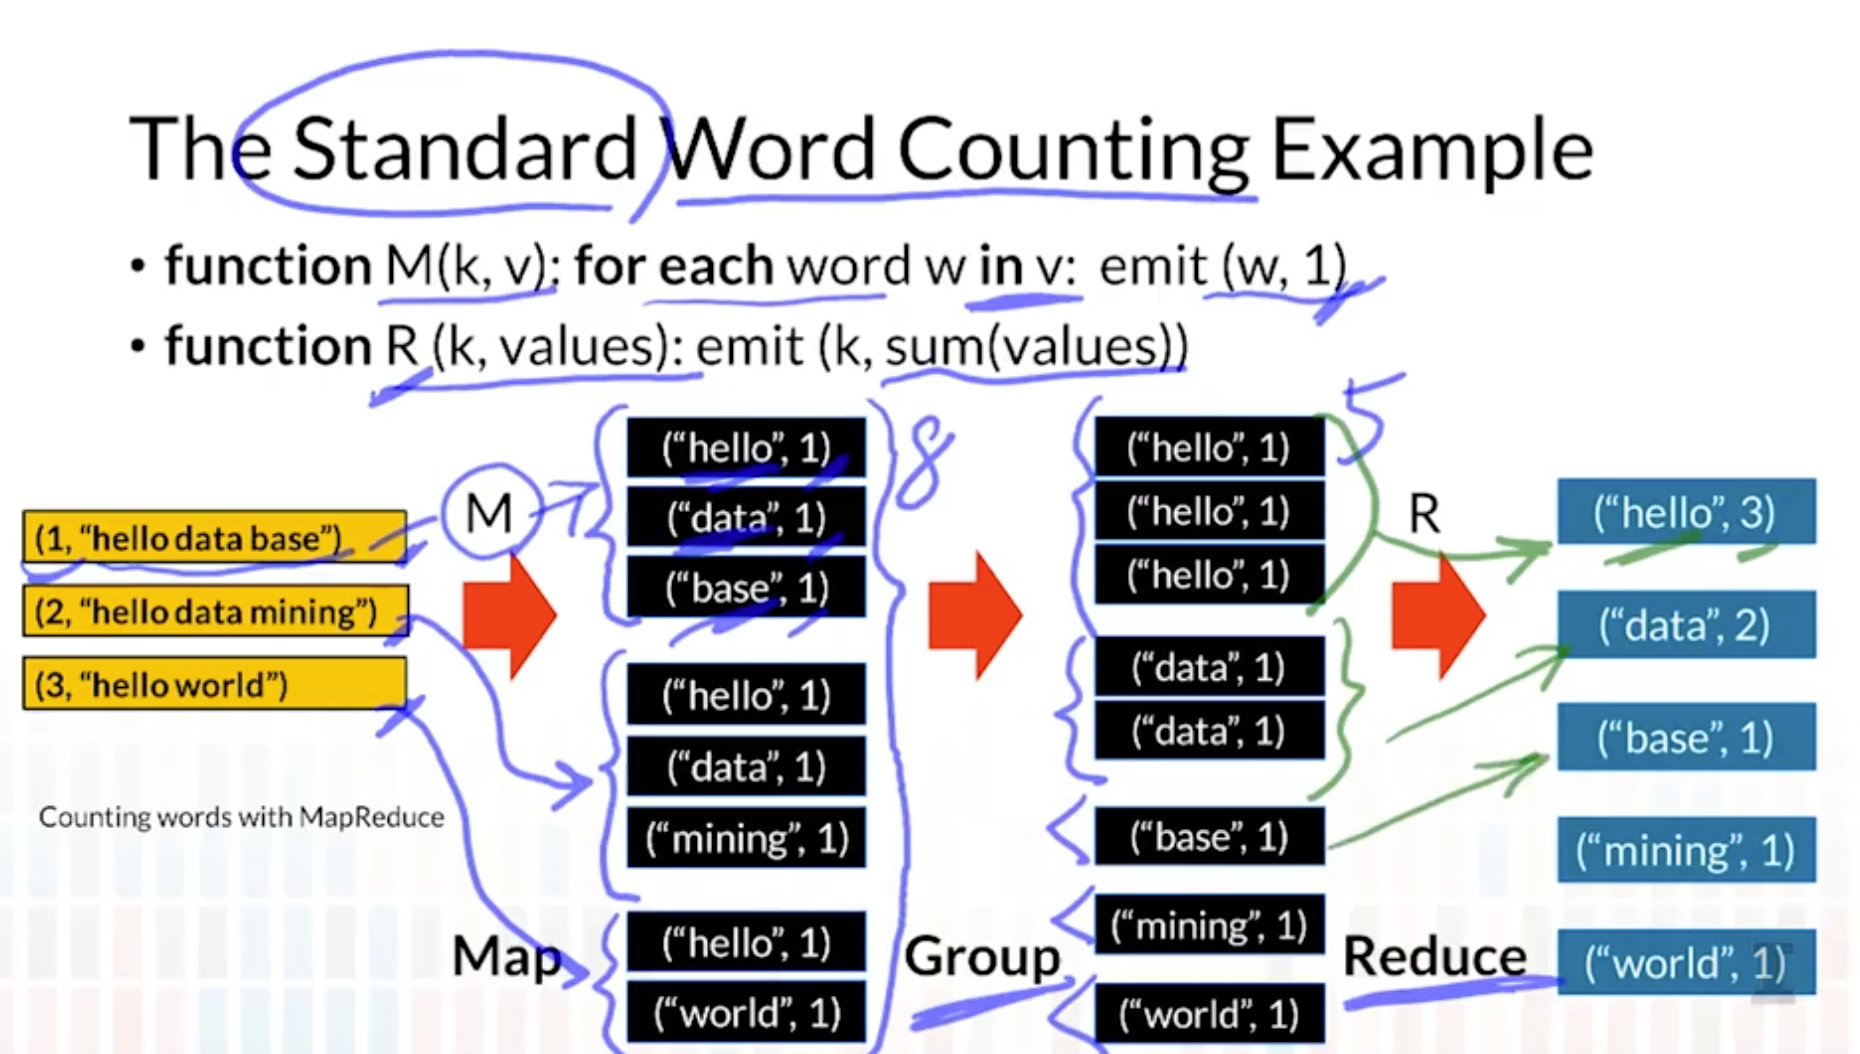 The Standard Word Counting Example
• function M(k, v): for each word w in v: emit (w, 1)
• function R (k, values): emit (k, sum(values))
(1, “hello data base”)
(2, “hello data mining”)
(3, “hello world”)
Counting words with MapReduce
M
Map
(“hello”, 1)
(“data”, 1)
(“base”, 1)
(“hello”, 1)
(“data”, 1)
(“mining”, 1)
(“hello”, 1)
(“world”, 1)
8
Group
(“hello”, 1)
(“hello”, 1)
(“hello”, 1)
(“data”, 1)
(“data”, 1)
(“base”, 1)
(“mining”, 1)
(“world”, 1)
5
R
Reduce
(“hello”, 3)
(“data”, 2)
(“base”, 1)
(“mining”, 1)
(“world”, 1)